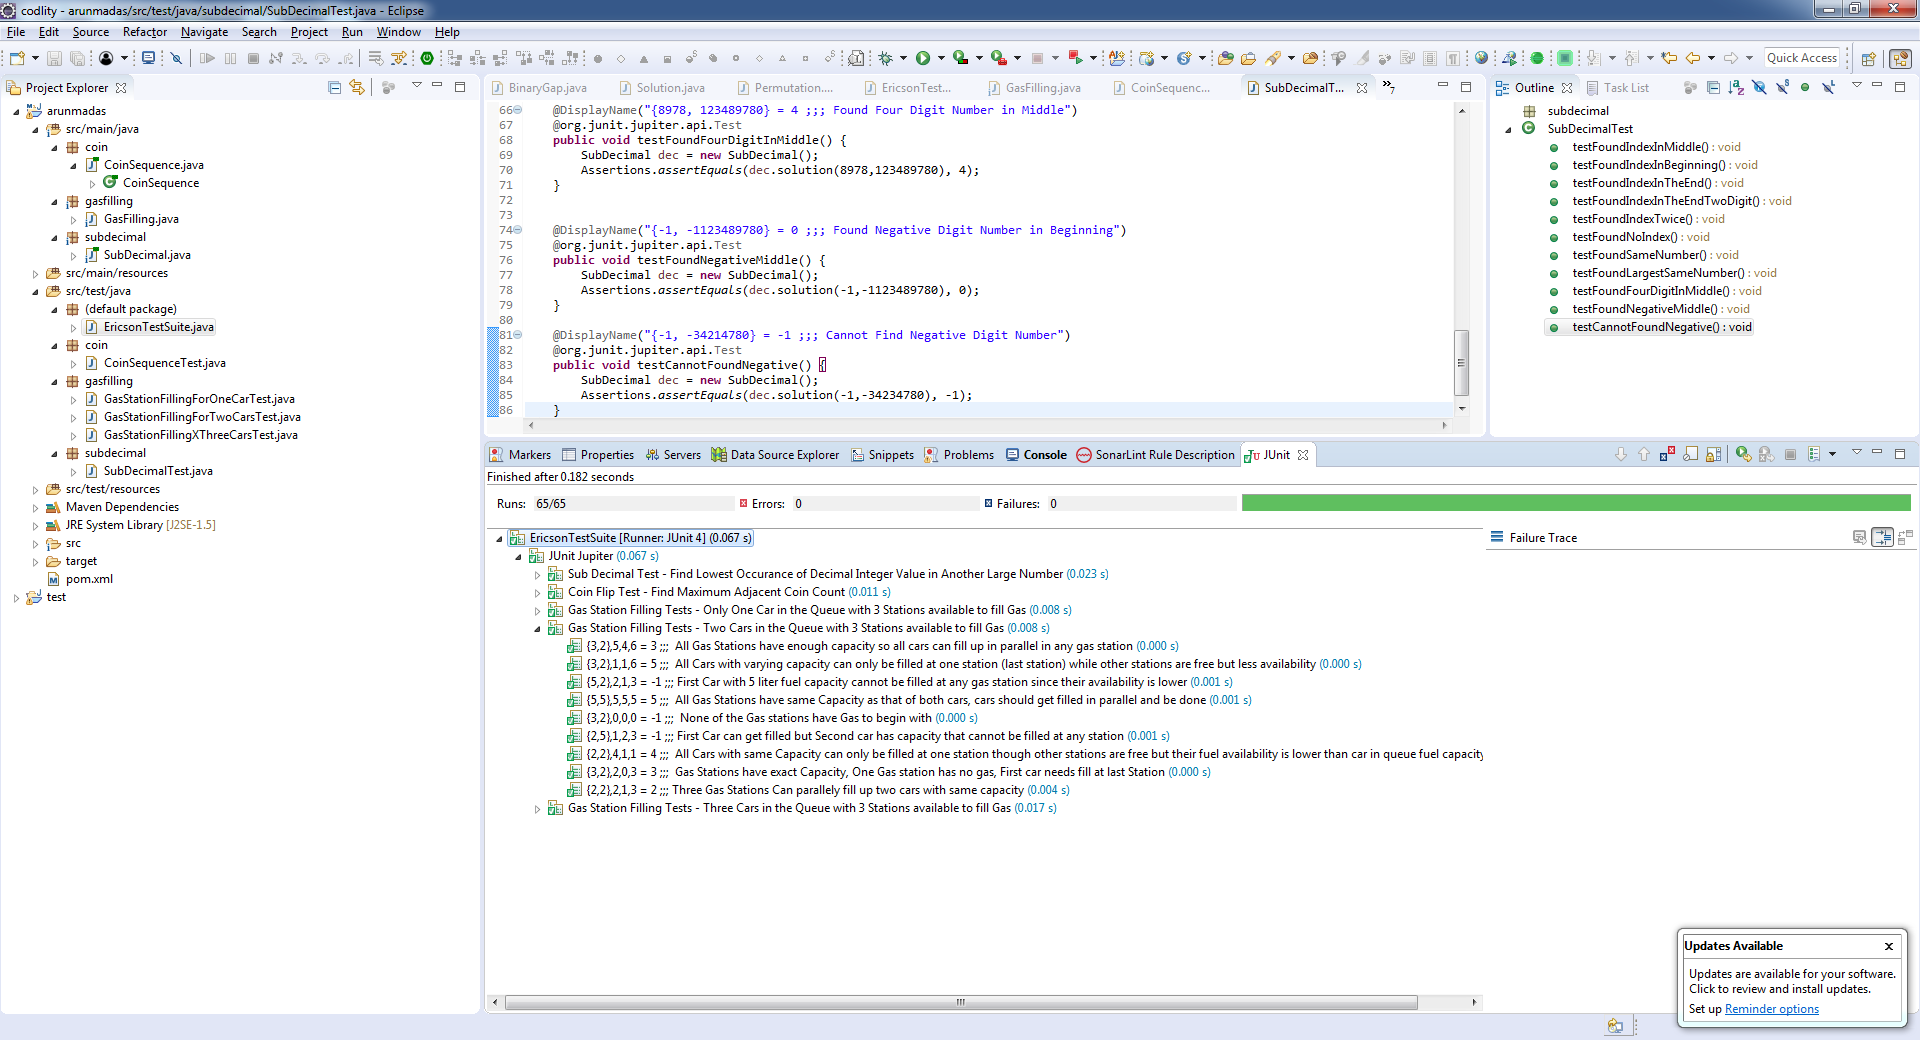 codlity - arunmadas/src/test/java/subdecimal/SubDecimalTest.java - Eclipse
File Edit Source Refactor Navigate Search Project Run Window Help
Quick Access
Project Explorer
arunmadas
src/main/java
coin
CoinSequence.java
CoinSequence
gasfilling
GasFilling.java
subdecimal
SubDecimal.java
src/main/resources
src/test/java
(default package)
EricsonTestSuite.java
coin
CoinSequenceTest.java
gasfilling
GasStationFillingForOneCarTest.java
GasStationFillingForTwoCarsTest.java
GasStationFillingXThreeCarsTest.java
subdecimal
SubDecimalTest.java
src/test/resources
Maven Dependencies
JRE System Library [J2SE-1.5]
src
target
pom.xml
test
BinaryGap.java Solution.java Permutation.... EricsonTest... GasFilling.java CoinSequenc... SubDecimalT... »7
66 @DisplayName("{8978, 123489780} = 4 ;;; Found Four Digit Number in Middle")
67 @org.junit.jupiter.api.Test
68 public void testFoundFourDigitInMiddle() {
69 SubDecimal dec = new SubDecimal();
70 Assertions.assertEquals(dec.solution(8978,123489780), 4);
71 }
72
73
74 @DisplayName("{-1, -1123489780} = 0 ;;; Found Negative Digit Number in Beginning")
75 @org.junit.jupiter.api.Test
76 public void testFoundNegativeMiddle() {
77 SubDecimal dec = new SubDecimal();
78 Assertions.assertEquals(dec.solution(-1,-1123489780), 0);
79 }
80
81 @DisplayName("{-1, -34214780} = -1 ;;; Cannot Find Negative Digit Number")
82 @org.junit.jupiter.api.Test
83 public void testCannotFoundNegative() {
84 SubDecimal dec = new SubDecimal();
85 Assertions.assertEquals(dec.solution(-1,-34234780), -1);
86 }
Outline Task List
subdecimal
SubDecimalTest
testFoundIndexInMiddle() : void
testFoundIndexInBeginning() : void
testFoundIndexInTheEnd() : void
testFoundIndexInTheEndTwoDigit() : void
testFoundIndexTwice() : void
testFoundNoIndex() : void
testFoundSameNumber() : void
testFoundLargestSameNumber() : void
testFoundFourDigitInMiddle() : void
testFoundNegativeMiddle() : void
testCannotFoundNegative() : void
Markers Properties Servers Data Source Explorer Snippets Problems Console SonarLint Rule Description JUnit
Finished after 0.182 seconds
Runs: 65/65 Errors: 0 Failures: 0
EricsonTestSuite [Runner: JUnit 4] (0.067 s)
JUnit Jupiter (0.067 s)
Sub Decimal Test - Find Lowest Occurance of Decimal Integer Value in Another Large Number (0.023 s)
Coin Flip Test - Find Maximum Adjacent Coin Count (0.011 s)
Gas Station Filling Tests - Only One Car in the Queue with 3 Stations available to fill Gas (0.008 s)
Gas Station Filling Tests - Two Cars in the Queue with 3 Stations available to fill Gas (0.008 s)
{3,2},5,4,6 = 3 ;;; All Gas Stations have enough capacity so all cars can fill up in parallel in any gas station (0.000 s)
{3,2},1,1,6 = 5 ;;; All Cars with varying capacity can only be filled at one station (last station) while other stations are free but less availability (0.000 s)
{5,2},2,1,3 = -1 ;;; First Car with 5 liter fuel capacity cannot be filled at any gas station since their availability is lower (0.001 s)
{5,5},5,5,5 = 5 ;;; All Gas Stations have same Capacity as that of both cars, cars should get filled in parallel and be done (0.001 s)
{3,2},0,0,0 = -1 ;;; None of the Gas stations have Gas to begin with (0.000 s)
{2,5},1,2,3 = -1 ;;; First Car can get filled but Second car has capacity that cannot be filled at any station (0.001 s)
{2,2},4,1,1 = 4 ;;; All Cars with same Capacity can only be filled at one station though other stations are free but their fuel availability is lower than car in queue fuel capacity
{3,2},2,0,3 = 3 ;;; Gas Stations have exact Capacity, One Gas station has no gas, First car needs fill at last Station (0.000 s)
{2,2},2,1,3 = 2 ;;; Three Gas Stations Can parallely fill up two cars with same capacity (0.004 s)
Gas Station Filling Tests - Three Cars in the Queue with 3 Stations available to fill Gas (0.017 s)
Failure Trace
Updates Available
Updates are available for your software.
Click to review and install updates.
Set up Reminder options